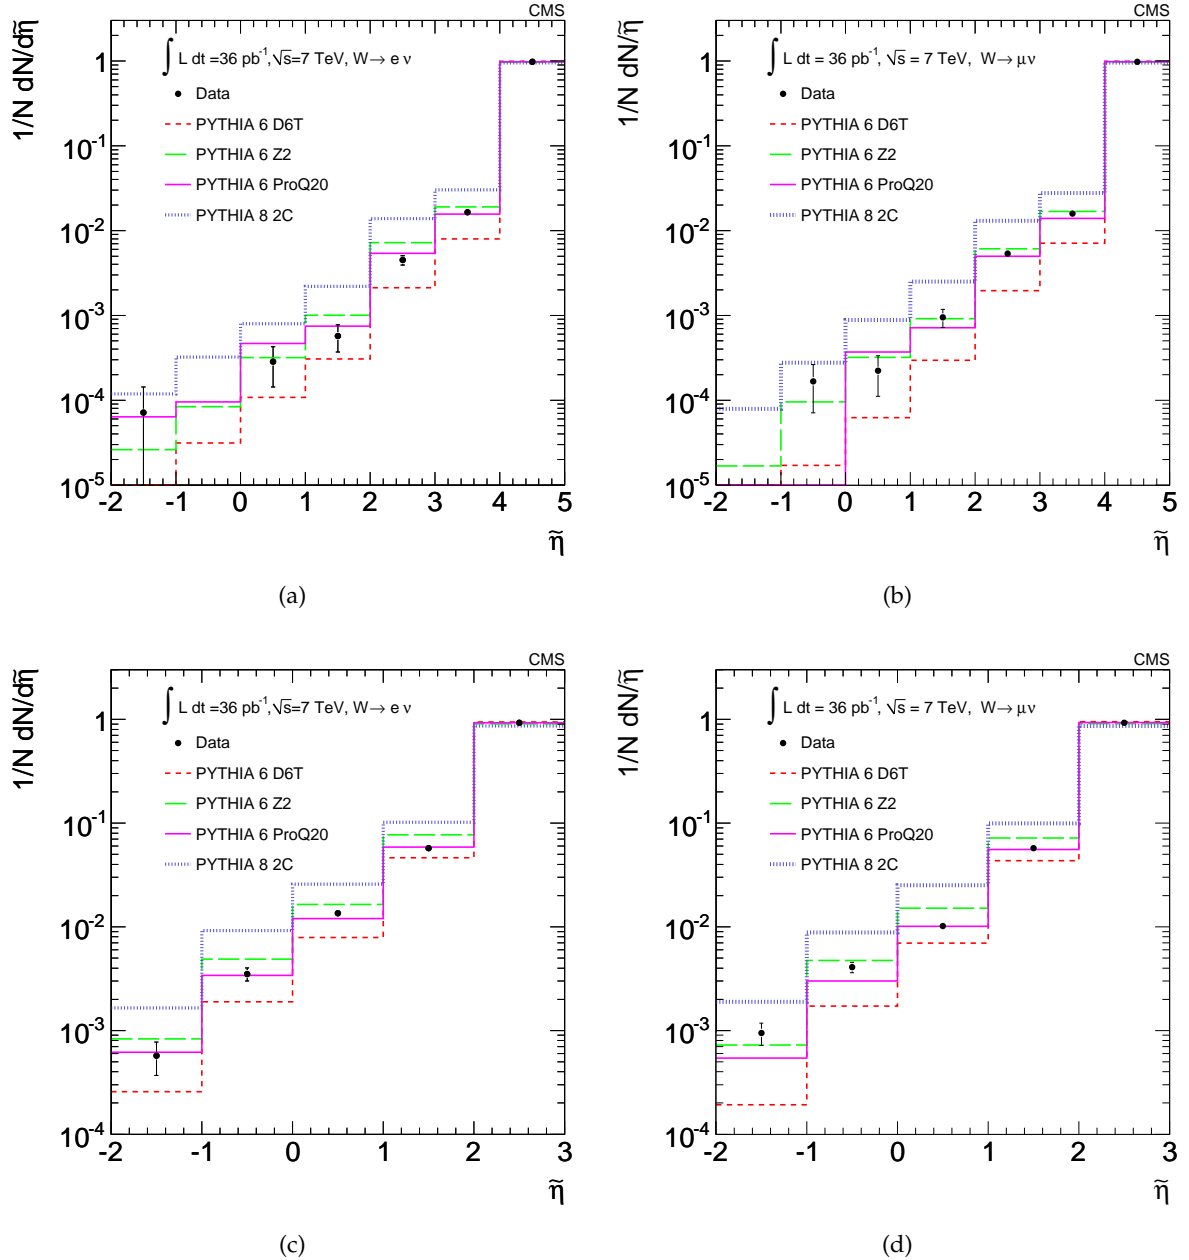 CMS
1/N dN/dη̃
∫ L dt =36 pb⁻¹,√s=7 TeV, W→ e ν
Data
PYTHIA 6 D6T
PYTHIA 6 Z2
PYTHIA 6 ProQ20
PYTHIA 8 2C
1
10⁻¹
10⁻²
10⁻³
10⁻⁴
10⁻⁵
-2 -1 0 1 2 3 4 5
η̃
(a)
CMS
1/N dN/η̃
∫ L dt = 36 pb⁻¹, √s = 7 TeV, W→ μν
Data
PYTHIA 6 D6T
PYTHIA 6 Z2
PYTHIA 6 ProQ20
PYTHIA 8 2C
1
10⁻¹
10⁻²
10⁻³
10⁻⁴
10⁻⁵
-2 -1 0 1 2 3 4 5
η̃
(b)
CMS
1/N dN/dη̃
∫ L dt =36 pb⁻¹,√s=7 TeV, W→ e ν
Data
PYTHIA 6 D6T
PYTHIA 6 Z2
PYTHIA 6 ProQ20
PYTHIA 8 2C
1
10⁻¹
10⁻²
10⁻³
10⁻⁴
-2 -1 0 1 2 3
η̃
(c)
CMS
1/N dN/η̃
∫ L dt = 36 pb⁻¹, √s = 7 TeV, W→ μν
Data
PYTHIA 6 D6T
PYTHIA 6 Z2
PYTHIA 6 ProQ20
PYTHIA 8 2C
1
10⁻¹
10⁻²
10⁻³
10⁻⁴
-2 -1 0 1 2 3
η̃
(d)